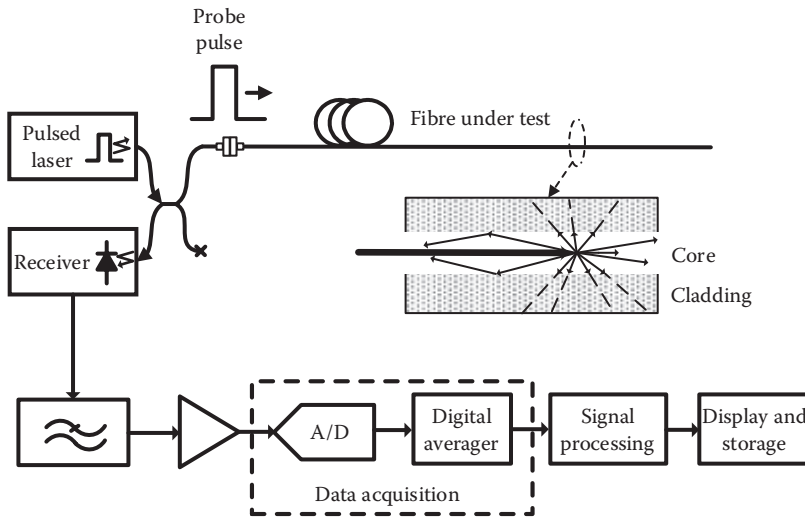 Probe
pulse
Pulsed
laser
Fibre under test
Receiver
Core
Cladding
A/D
Digital
averager
Signal
processing
Display and
storage
Data acquisition